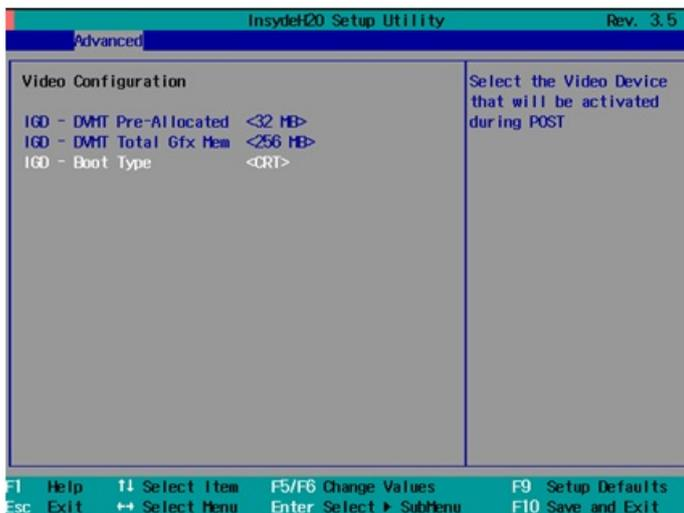 InsydeH20 Setup Utility Rev. 3.5
Advanced
Video Configuration
IGD - DVMT Pre-Allocated <32 MB>
IGD - DVMT Total Gfx Mem <256 MB>
IGD - Boot Type <CRT>
Select the Video Device
that will be activated
during POST
F1 Help ↑↓ Select Item F5/F6 Change Values F9 Setup Defaults
Esc Exit ↔ Select Menu Enter Select ▶ SubMenu F10 Save and Exit